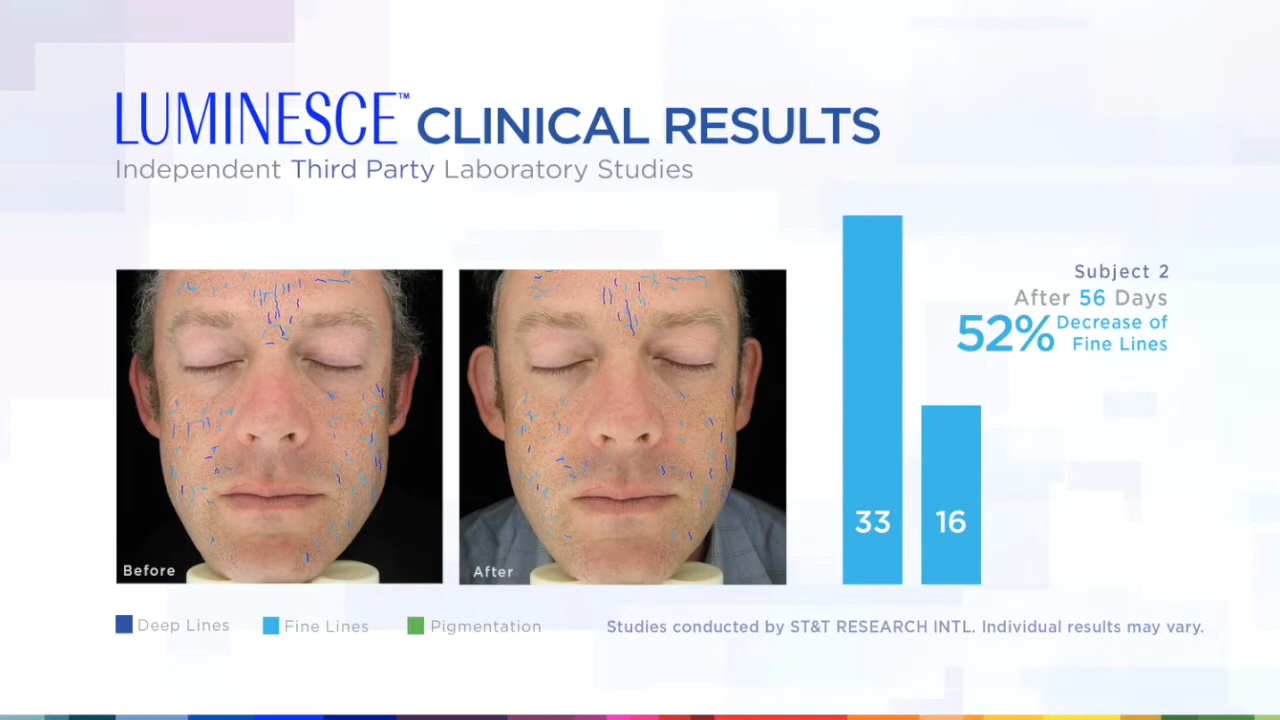 LUMINESCE™ CLINICAL RESULTS
Independent Third Party Laboratory Studies
Subject 2
After 56 Days
52% Decrease of
Fine Lines
33 16
Before
After
Deep Lines Fine Lines Pigmentation
Studies conducted by ST&T RESEARCH INTL. Individual results may vary.